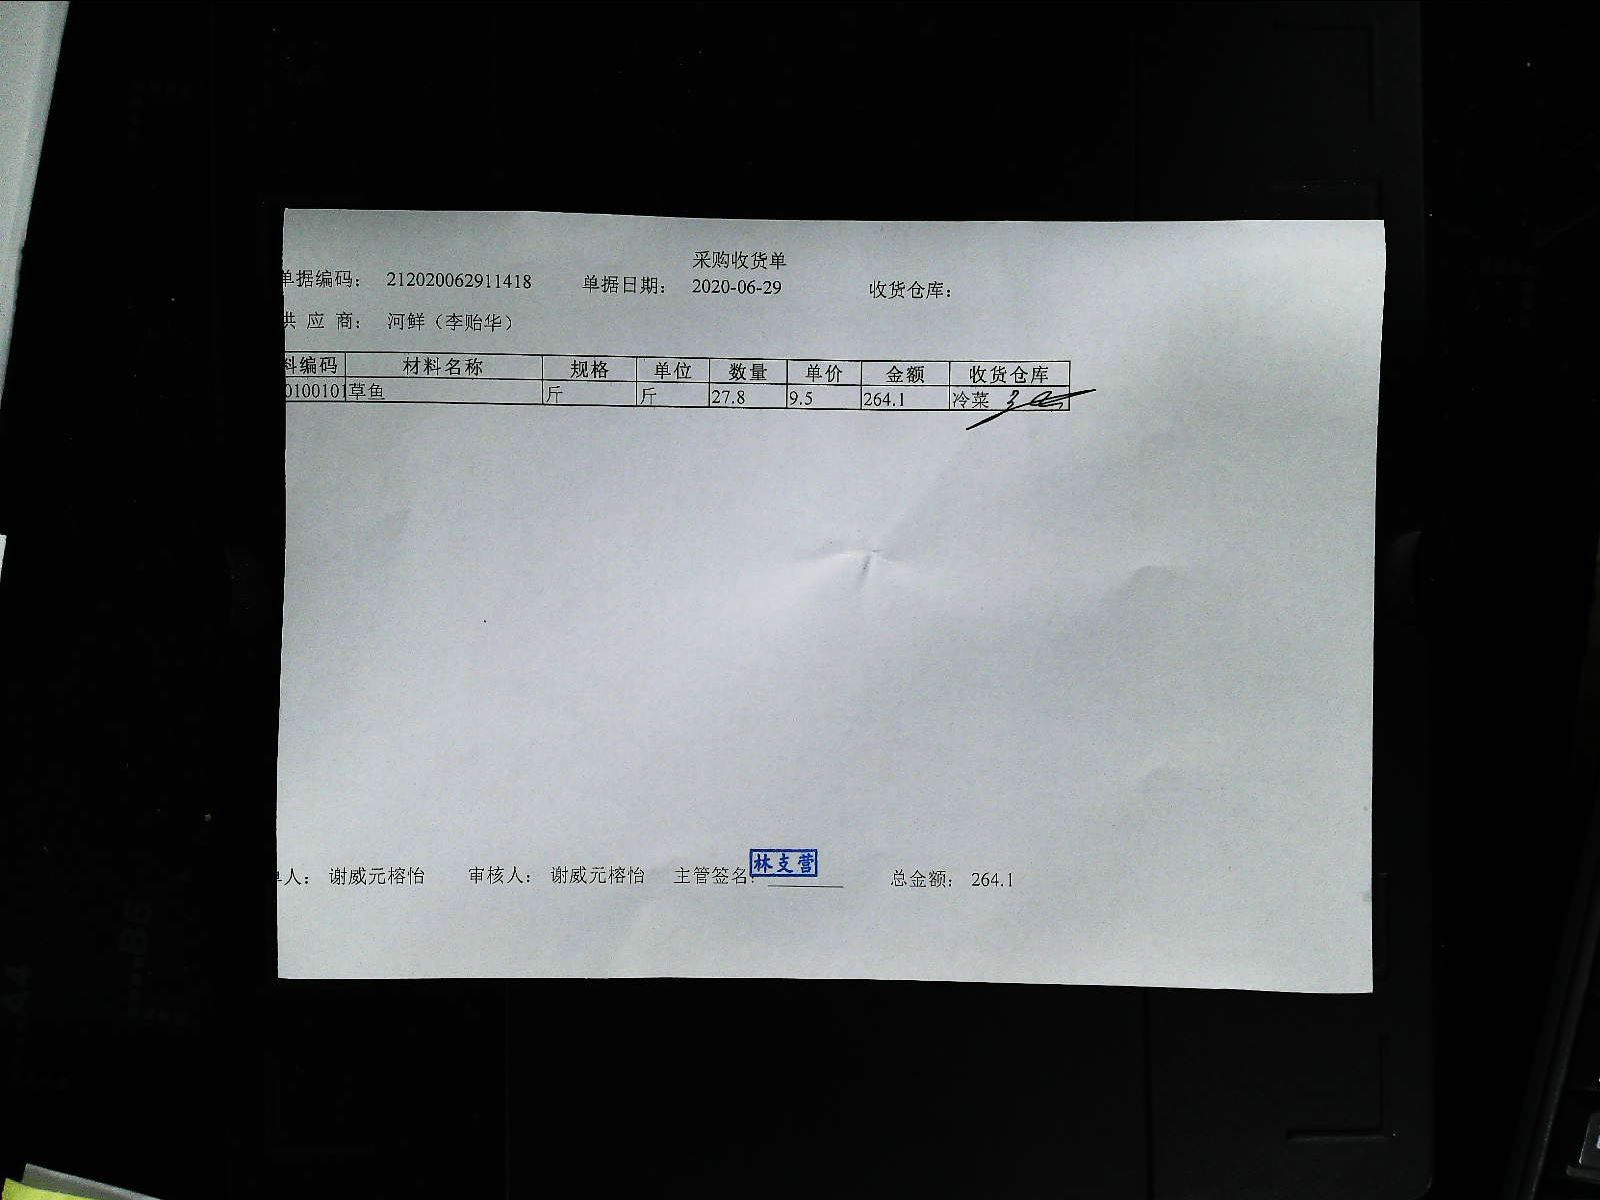 采购收货单
单据编码： 212020062911418 单据日期： 2020-06-29 收货仓库：
供 应 商： 河鲜（李贻华）
料编码 材料名称 规格 单位 数量 单价 金额 收货仓库
0100101 草鱼 斤 斤 27.8 9.5 264.1 冷菜
单人： 谢威元榕怡 审核人： 谢威元榕怡 主管签名： 林支营 总金额： 264.1